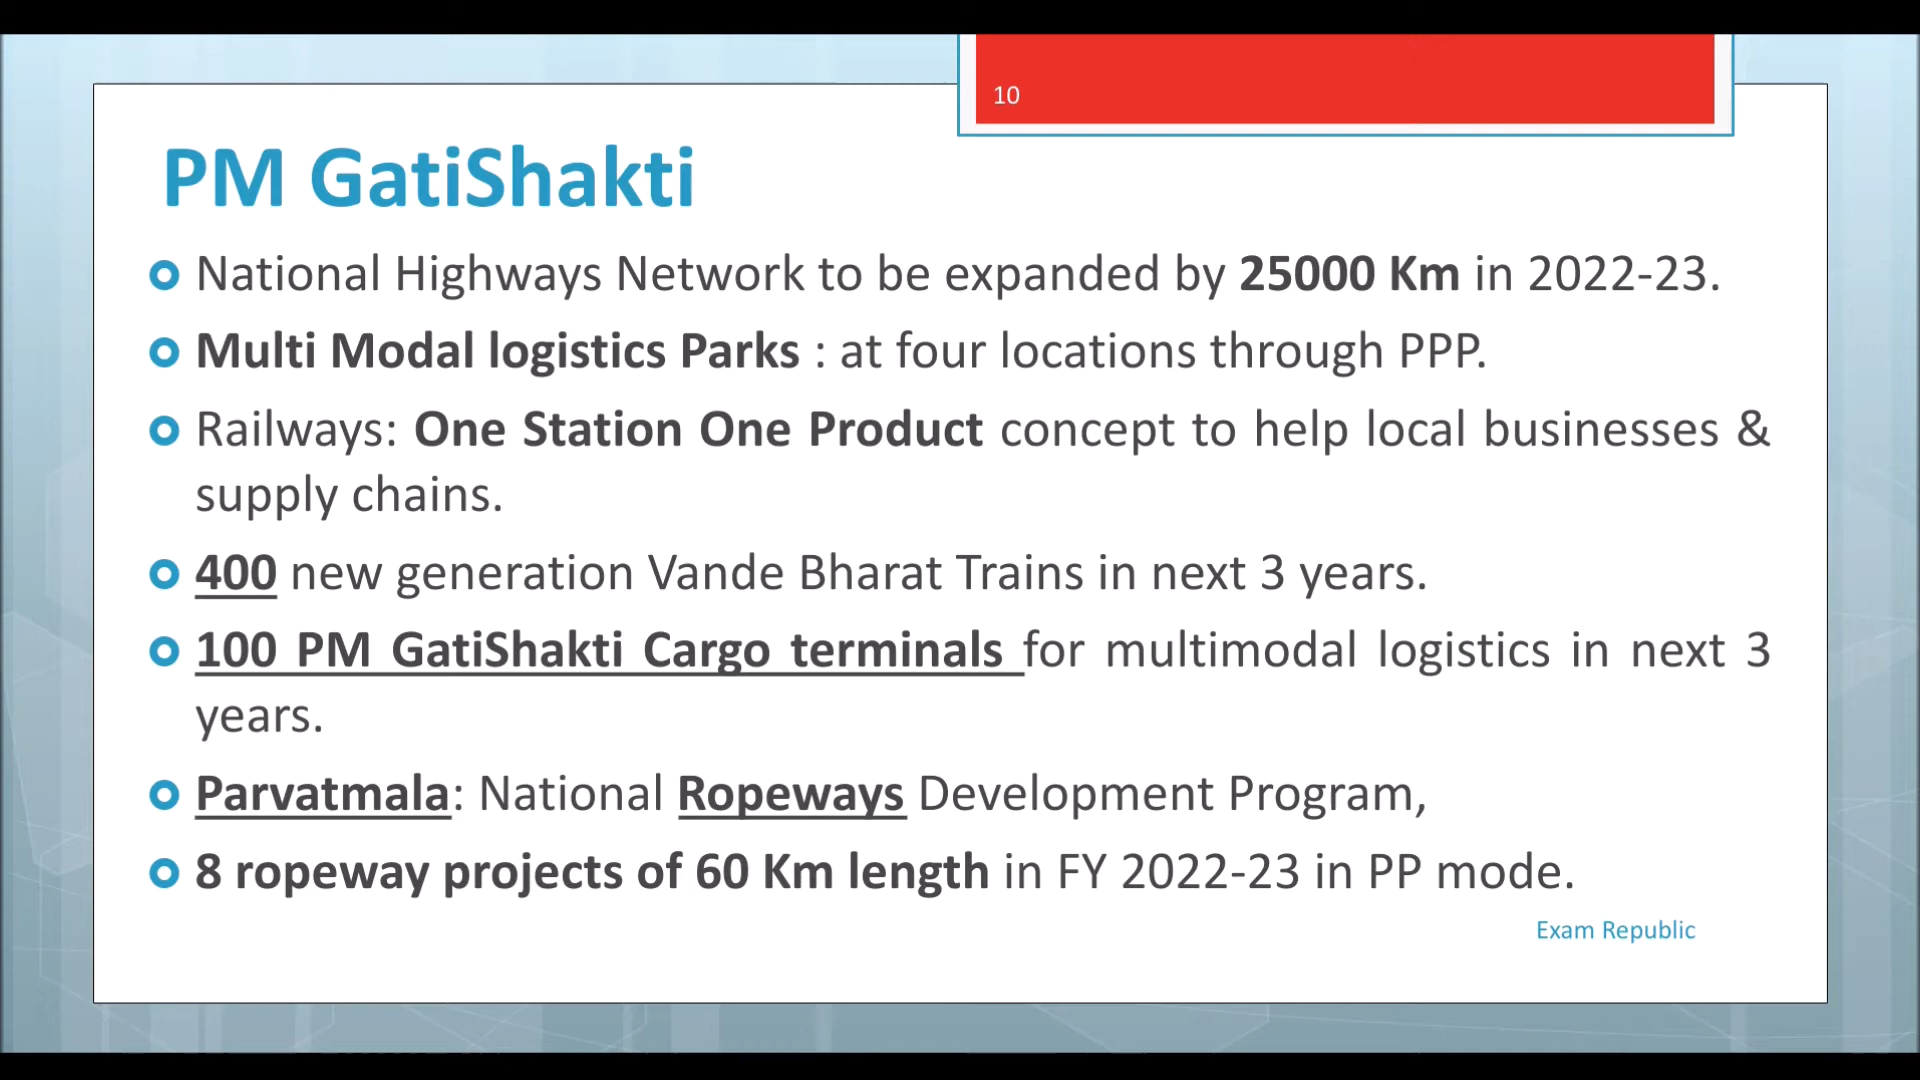 10
PM GatiShakti
National Highways Network to be expanded by 25000 Km in 2022-23.
Multi Modal logistics Parks : at four locations through PPP.
Railways: One Station One Product concept to help local businesses &
supply chains.
400 new generation Vande Bharat Trains in next 3 years.
100 PM GatiShakti Cargo terminals for multimodal logistics in next 3
years.
Parvatmala: National Ropeways Development Program,
8 ropeway projects of 60 Km length in FY 2022-23 in PP mode.
Exam Republic